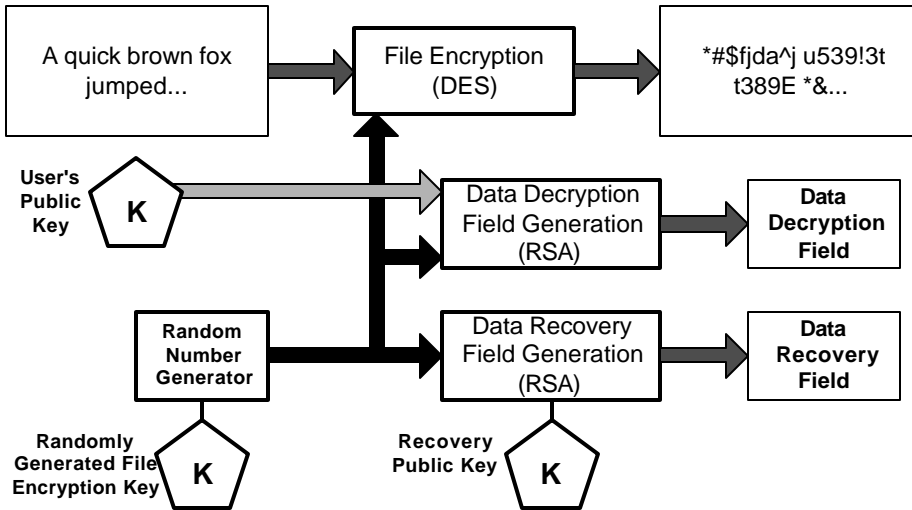 A quick brown fox
jumped...
File Encryption
(DES)
*#$fjda^j u539!3t
t389E *&...
User's
Public
Key
K
Data Decryption
Field Generation
(RSA)
Data
Decryption
Field
Random
Number
Generator
Data Recovery
Field Generation
(RSA)
Data
Recovery
Field
Randomly
Generated File
Encryption Key
K
Recovery
Public Key
K